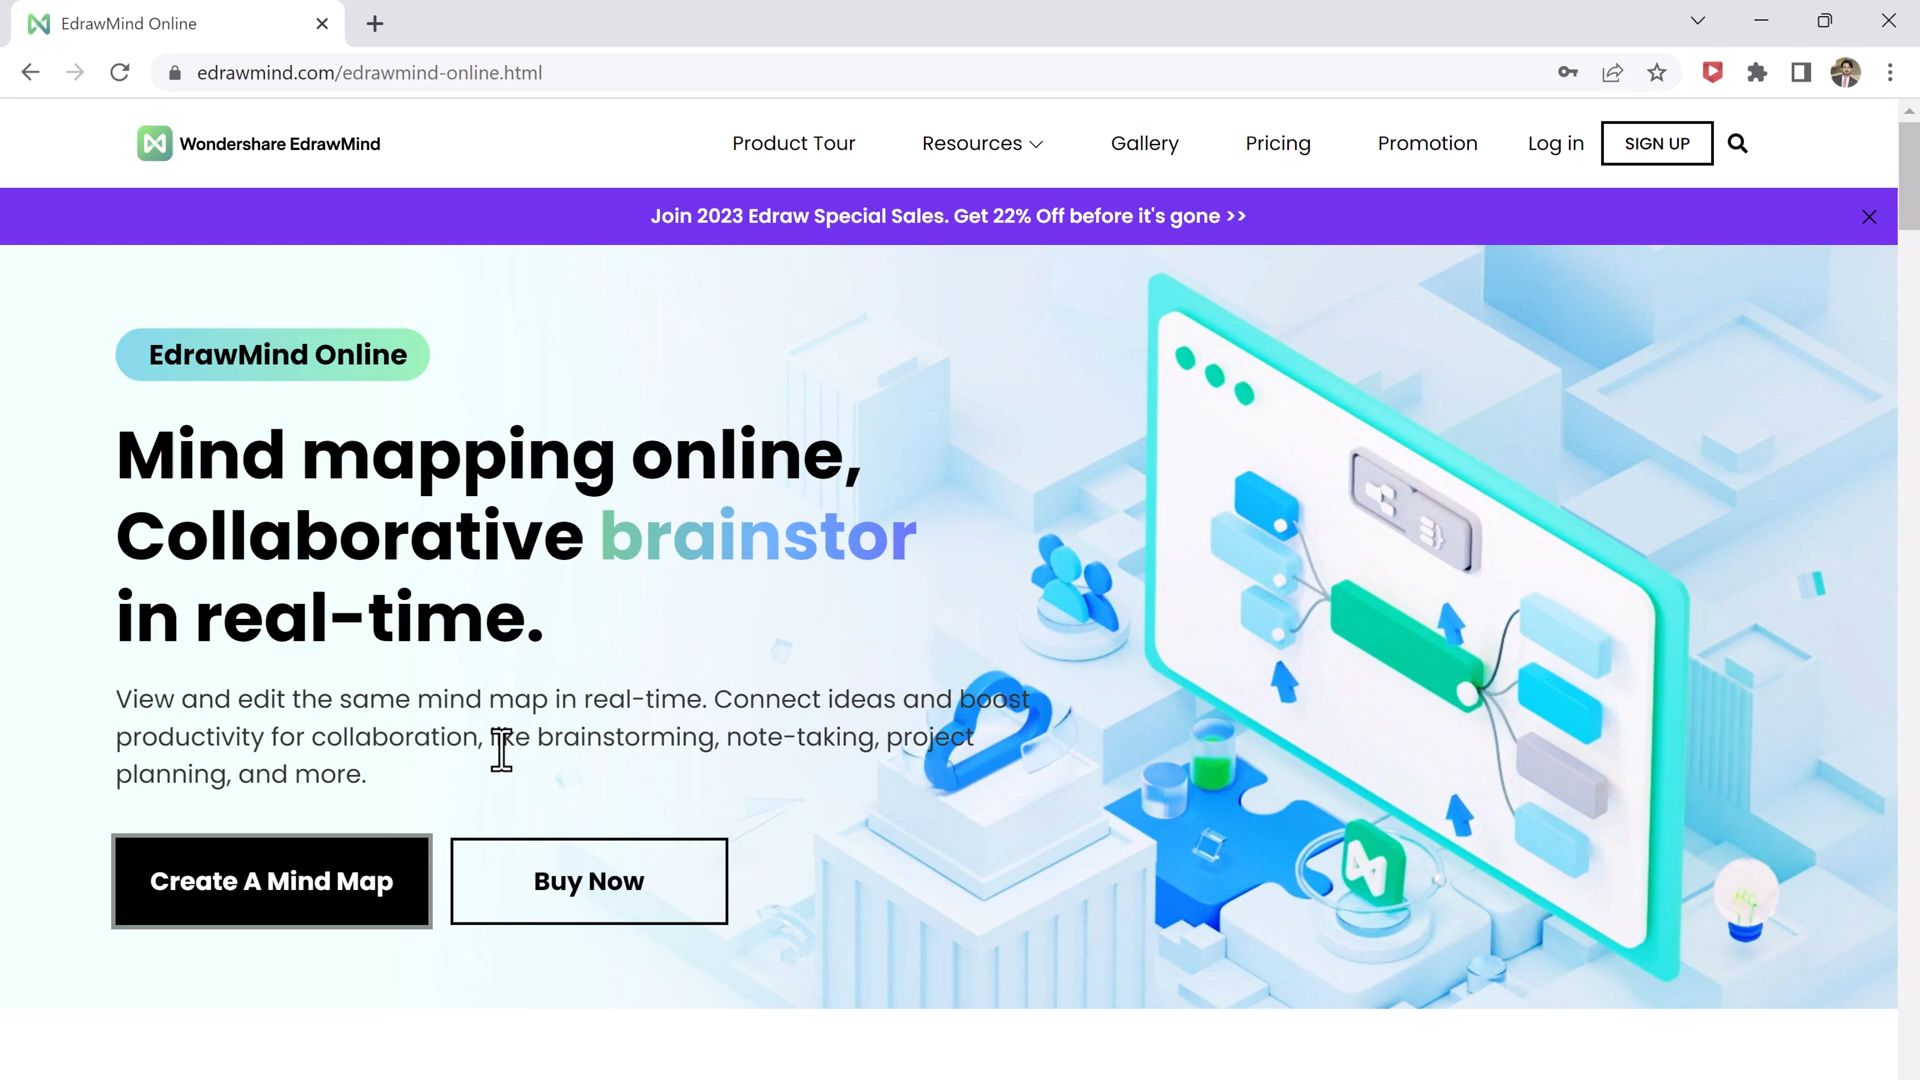 EdrawMind Online
edrawmind.com/edrawmind-online.html
Wondershare EdrawMind
Product Tour
Resources
Gallery
Pricing
Promotion
Log in
SIGN UP
Join 2023 Edraw Special Sales. Get 22% Off before it's gone >>
EdrawMind Online
Mind mapping online,
Collaborative brainstor
in real-time.
View and edit the same mind map in real-time. Connect ideas and boost
productivity for collaboration, like brainstorming, note-taking, project
planning, and more.
Create A Mind Map
Buy Now